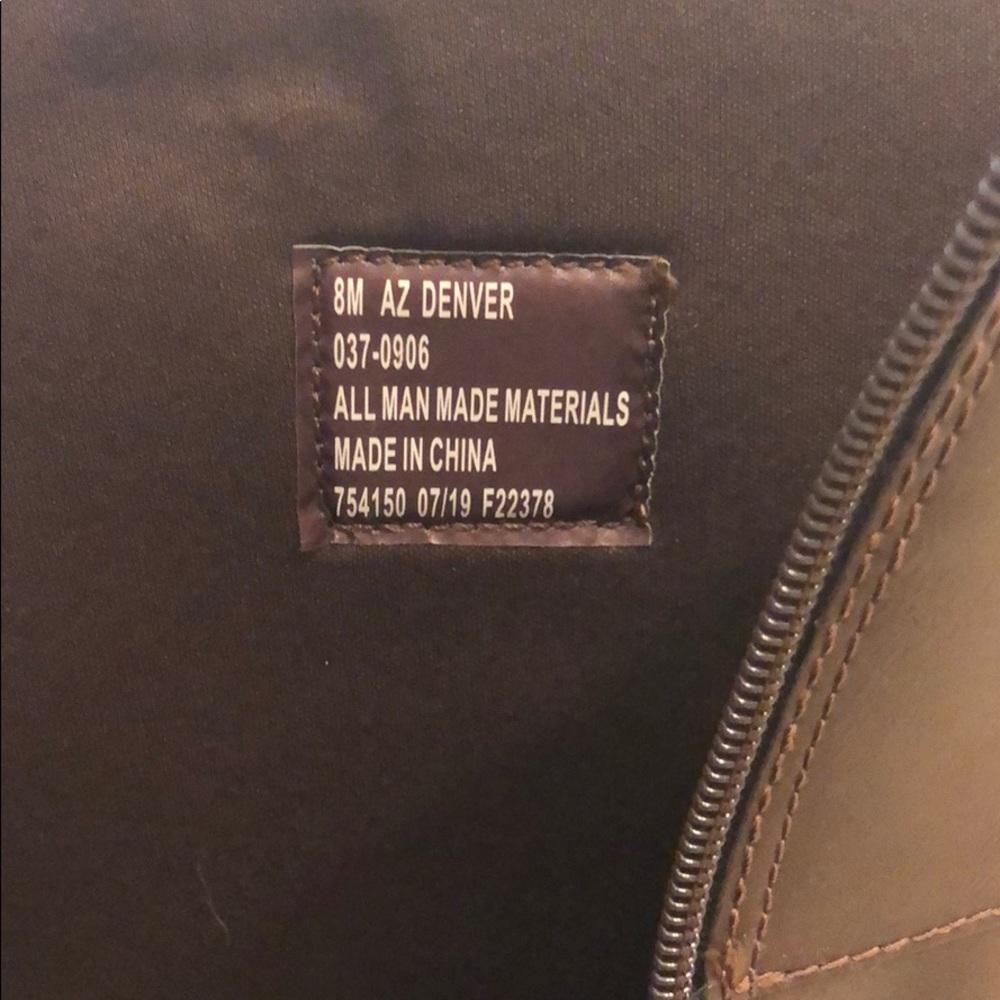 8M AZ DENVER
037-0906
ALL MAN MADE MATERIALS
MADE IN CHINA
754150 07/19 F22378